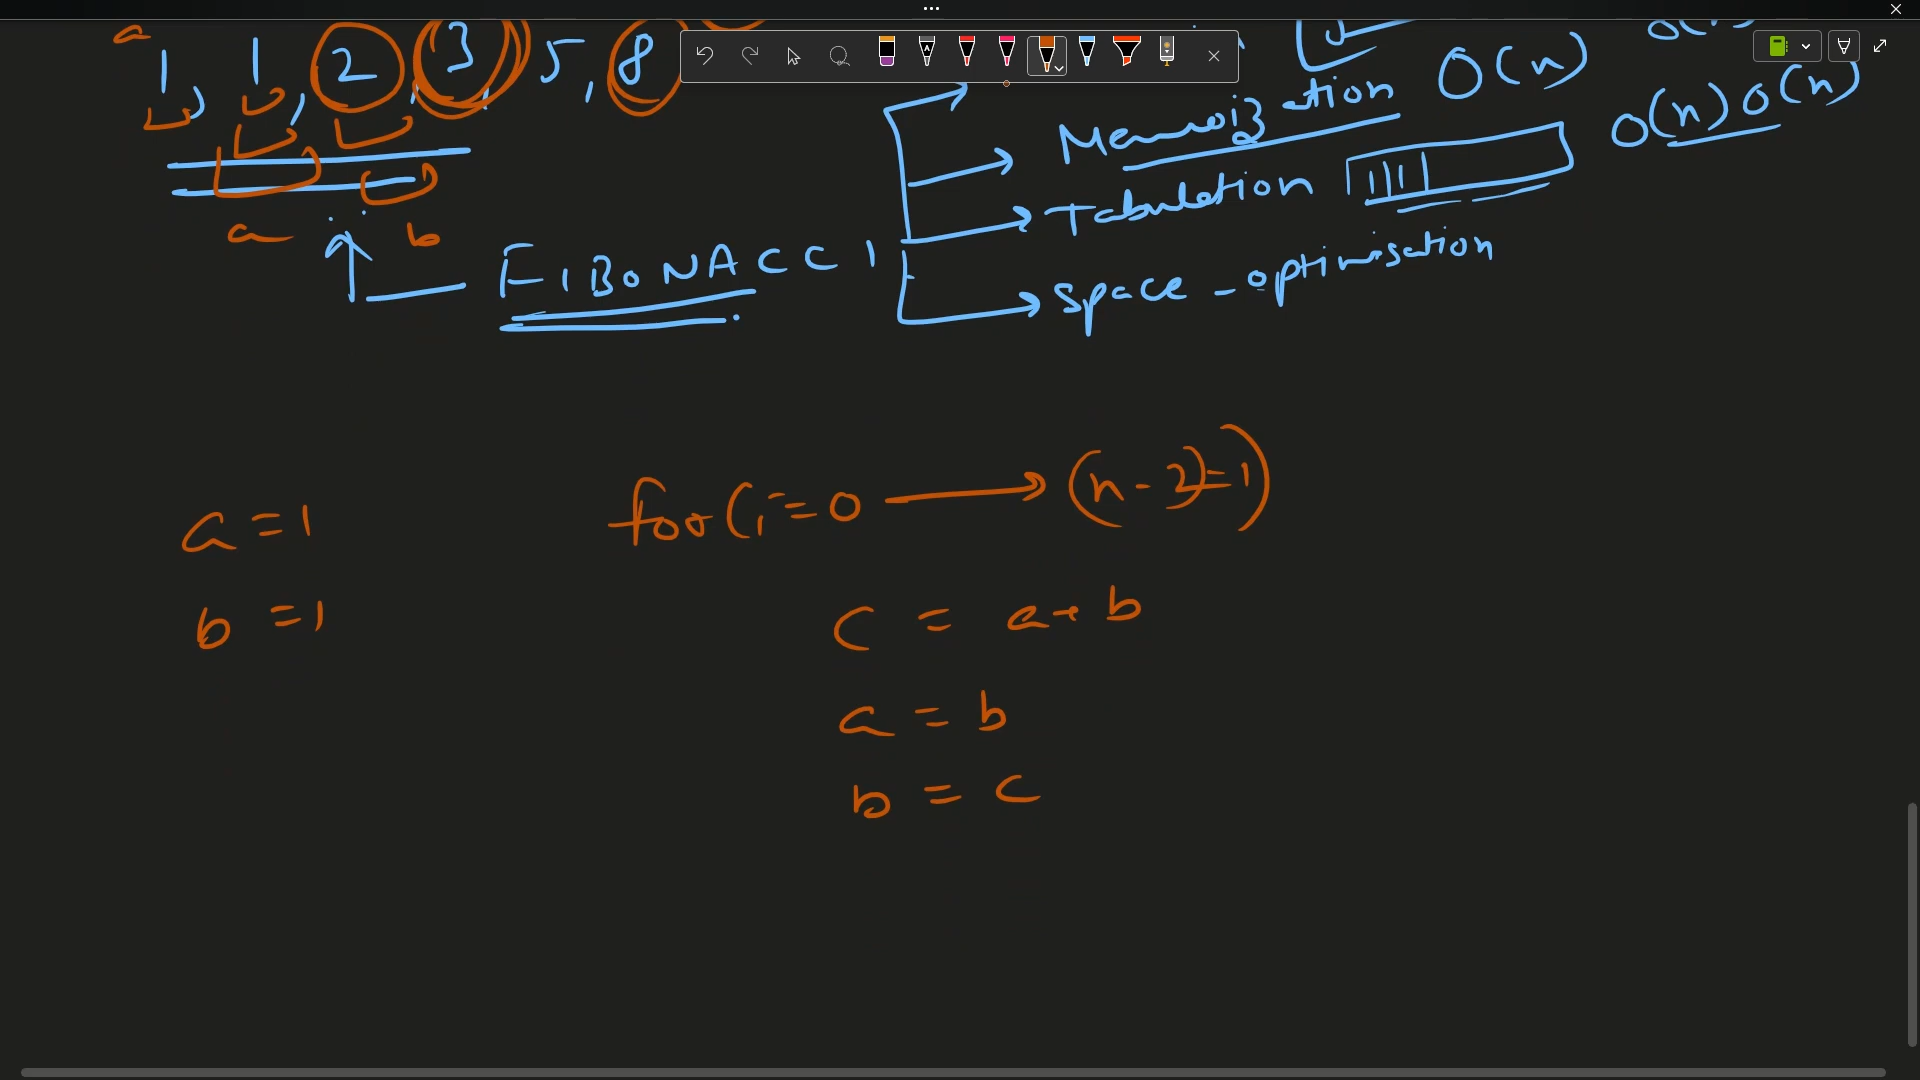 a
1, 1, 2, 3, 5, 8
Memoization O(n)
O(n) O(n)
Tabulation
a b
FIBONACCI
space - optimisation
for(i=0 → (n-2)-1)
a = 1
b = 1
c = a + b
a = b
b = c